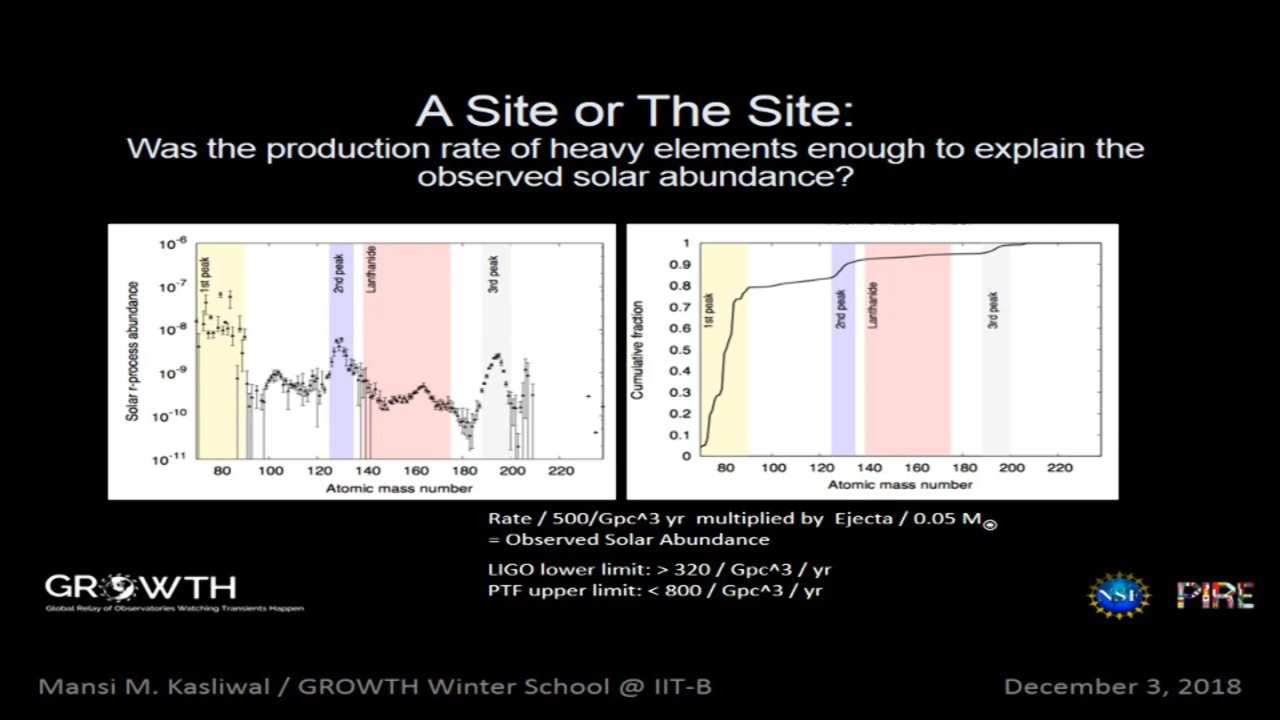 A Site or The Site:
Was the production rate of heavy elements enough to explain the
observed solar abundance?
10-6
10-7
10-8
10-9
10-10
10-11
Solar r-process abundance
1st peak
2nd peak
Lanthanide
3rd peak
80 100 120 140 160 180 200 220
Atomic mass number
1
0.9
0.8
0.7
0.6
0.5
0.4
0.3
0.2
0.1
0
Cumulative fraction
1st peak
2nd peak
Lanthanide
3rd peak
80 100 120 140 160 180 200 220
Atomic mass number
Rate / 500/Gpc^3 yr multiplied by Ejecta / 0.05 M
= Observed Solar Abundance
LIGO lower limit: > 320 / Gpc^3 / yr
PTF upper limit: < 800 / Gpc^3 / yr
GROWTH
Global Relay of Observatories Watching Transients Happen
NSF
PIRE
Mansi M. Kasliwal / GROWTH Winter School @ IIT-B
December 3, 2018